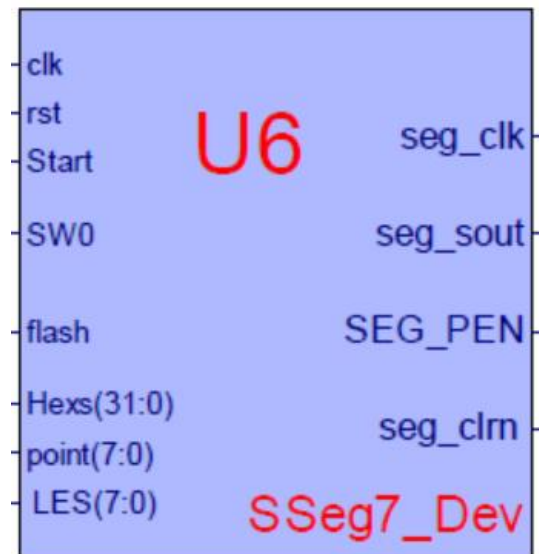 clk
rst
Start
SW0
flash
Hexs(31:0)
point(7:0)
LES(7:0)
U6
seg_clk
seg_sout
SEG_PEN
seg_clrn
SSeg7_Dev